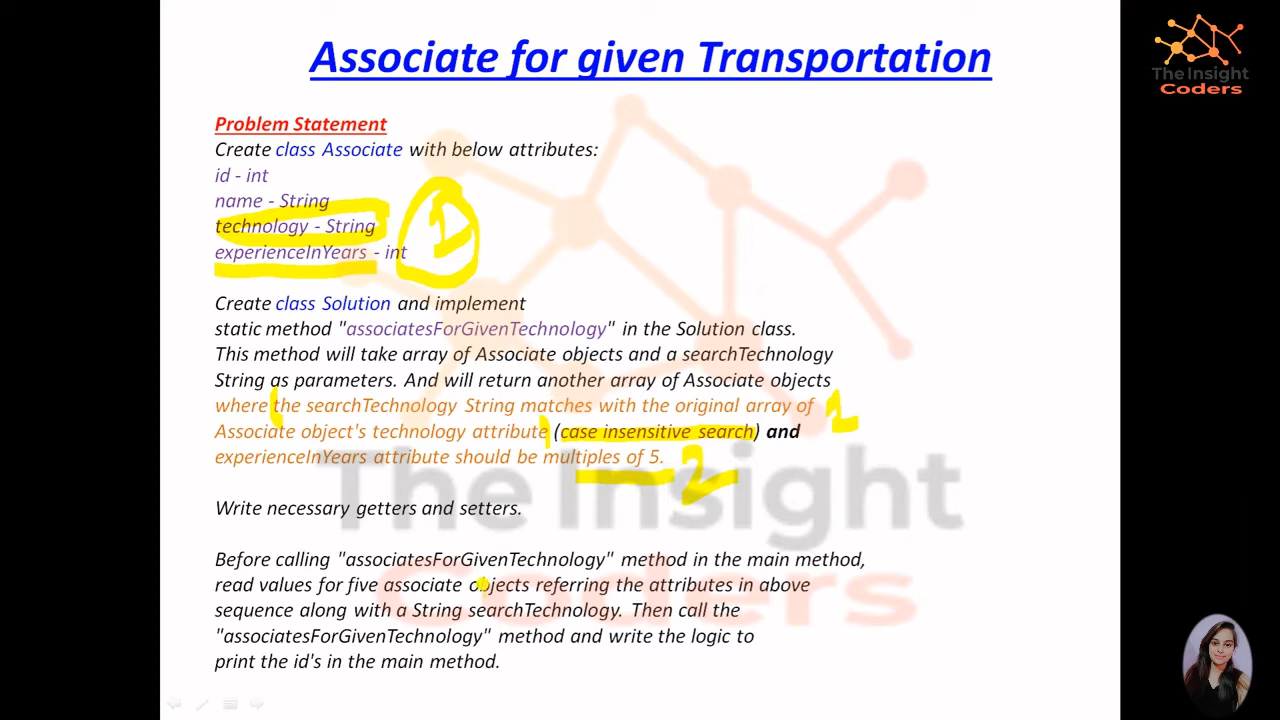 Associate for given Transportation
The Insight
Coders
Problem Statement
Create class Associate with below attributes:
id - int
name - String
technology - String
experienceInYears - int
1
Create class Solution and implement
static method "associatesForGivenTechnology" in the Solution class.
This method will take array of Associate objects and a searchTechnology
String as parameters. And will return another array of Associate objects
where the searchTechnology String matches with the original array of
1
Associate object's technology attribute (case insensitive search) and
experienceInYears attribute should be multiples of 5.
2
Write necessary getters and setters.
The Insight
Before calling "associatesForGivenTechnology" method in the main method,
read values for five associate objects referring the attributes in above
Coders
sequence along with a String searchTechnology. Then call the
"associatesForGivenTechnology" method and write the logic to
print the id's in the main method.